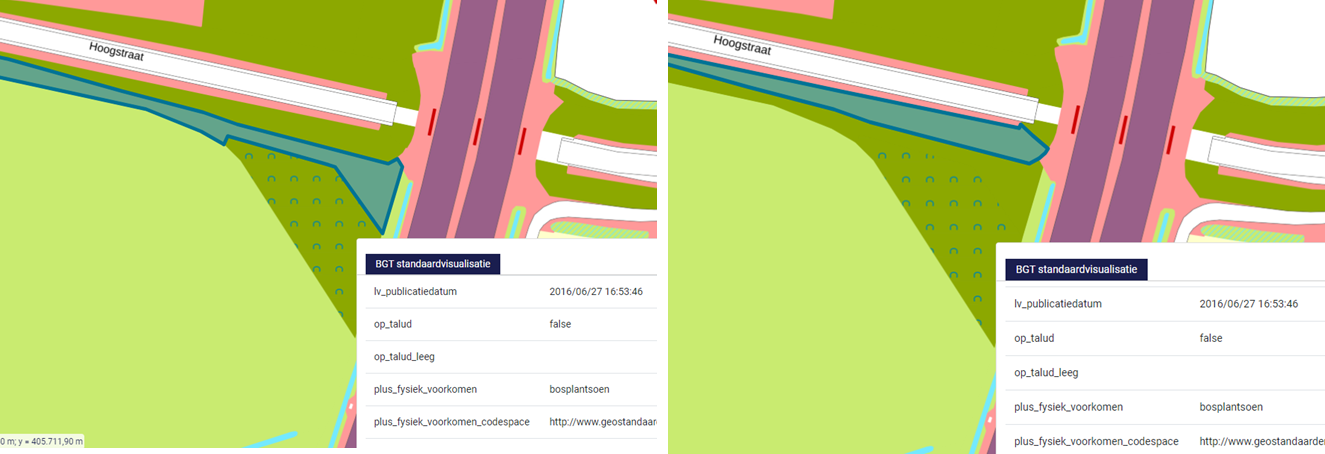 Hoogstraat
BGT standaardvisualisatie
lv_publicatiedatum 2016/06/27 16:53:46
op_talud false
op_talud_leeg
plus_fysiek_voorkomen bosplantsoen
plus_fysiek_voorkomen_codespace http://www.geostandaar
0 m; y = 405.711,90 m
Hoogstraat
BGT standaardvisualisatie
lv_publicatiedatum 2016/06/27 16:53:46
op_talud false
op_talud_leeg
plus_fysiek_voorkomen bosplantsoen
plus_fysiek_voorkomen_codespace http://www.geostandaarde